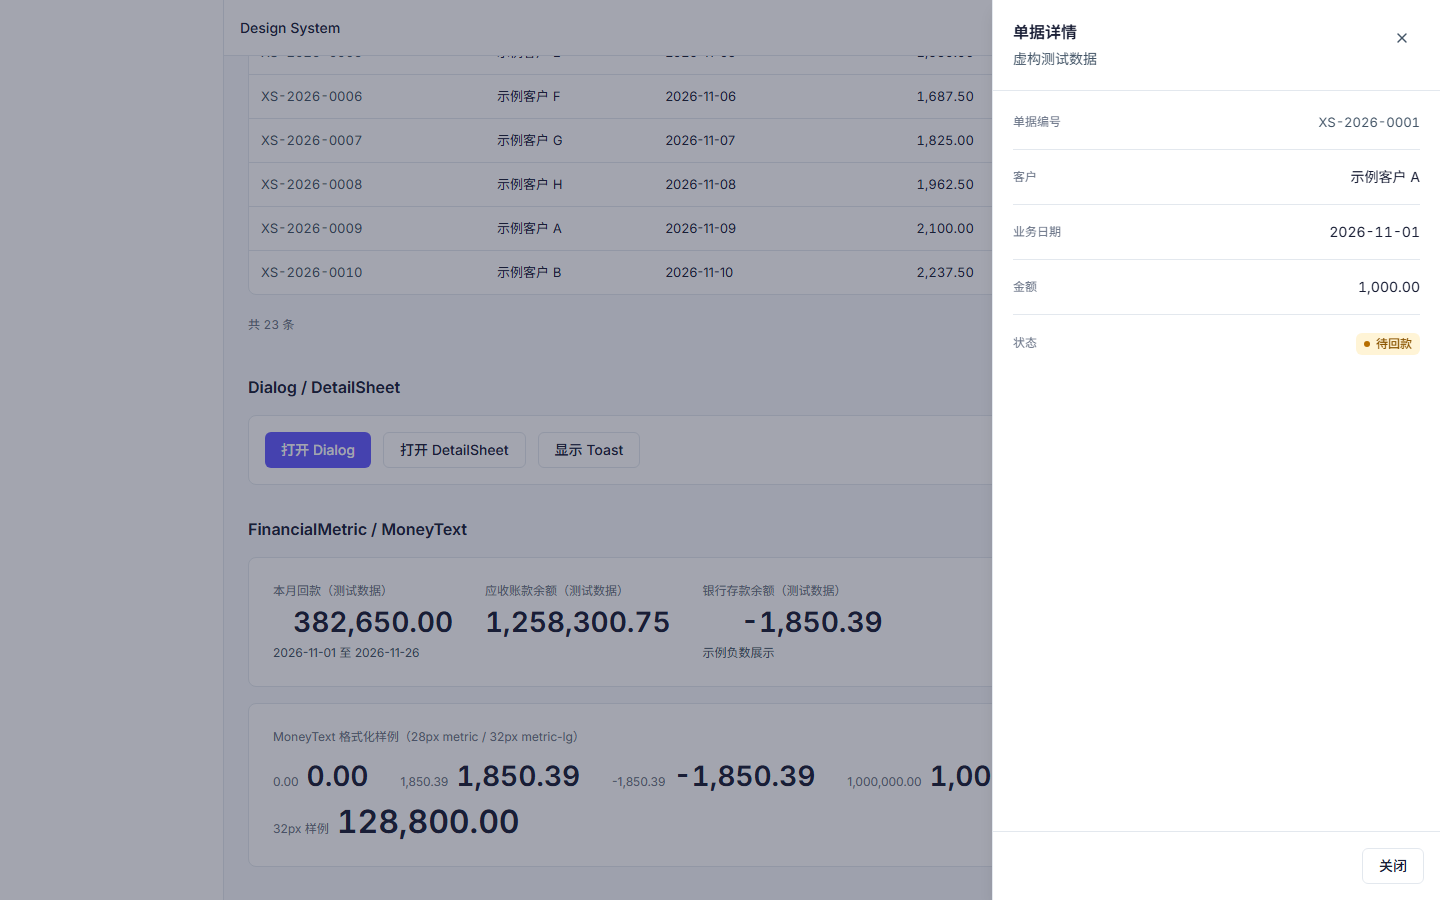 Design System
XS-2026-0006 示例客户 F 2026-11-06 1,687.50
XS-2026-0007 示例客户 G 2026-11-07 1,825.00
XS-2026-0008 示例客户 H 2026-11-08 1,962.50
XS-2026-0009 示例客户 A 2026-11-09 2,100.00
XS-2026-0010 示例客户 B 2026-11-10 2,237.50
共 23 条
Dialog / DetailSheet
打开 Dialog 打开 DetailSheet 显示 Toast
FinancialMetric / MoneyText
本月回款（测试数据） 应收账款余额（测试数据） 银行存款余额（测试数据）
382,650.00 1,258,300.75 -1,850.39
2026-11-01 至 2026-11-26 示例负数展示
MoneyText 格式化样例（28px metric / 32px metric-lg）
0.00 0.00 1,850.39 1,850.39 -1,850.39 -1,850.39 1,000,000.00 1,00
32px 样例 128,800.00
单据详情
虚构测试数据
单据编号 XS-2026-0001
客户 示例客户 A
业务日期 2026-11-01
金额 1,000.00
状态 待回款
关闭